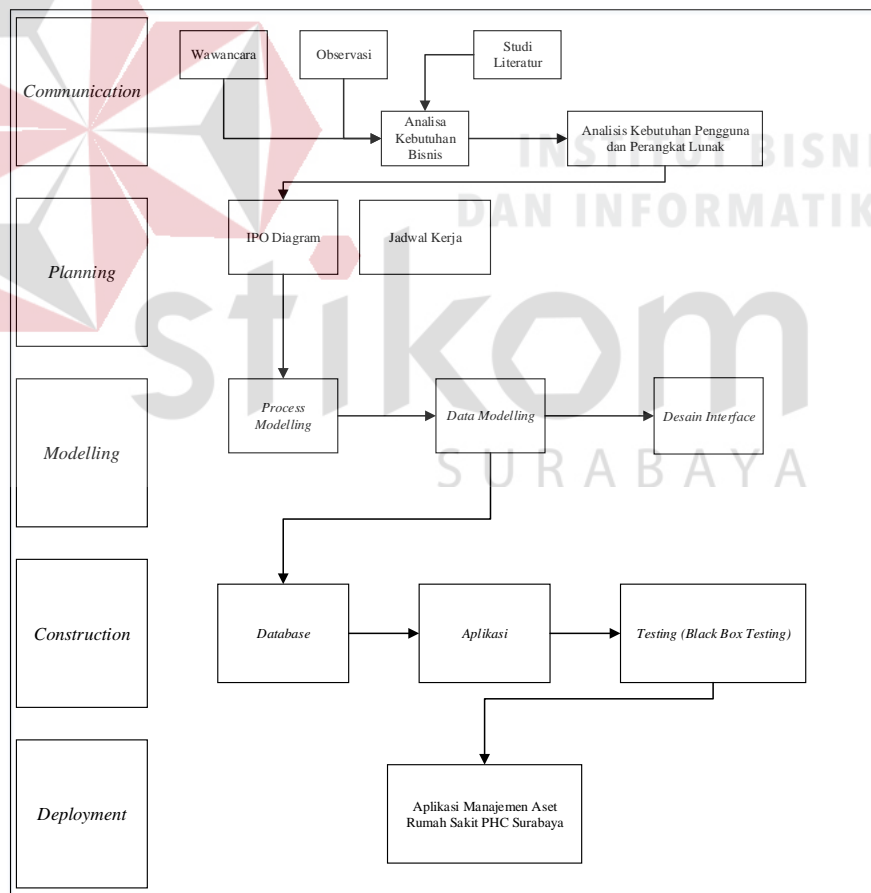 Communication
Wawancara
Observasi
Studi
Literatur
Analisa
Kebutuhan
Bisnis
Analisis Kebutuhan Pengguna
dan Perangkat Lunak
INSTITUT BISNI
DAN INFORMATIK
Planning
IPO Diagram
Jadwal Kerja
stikom
SURABAYA
Modelling
Process
Modelling
Data Modelling
Desain Interface
Construction
Database
Aplikasi
Testing (Black Box Testing)
Deployment
Aplikasi Manajemen Aset
Rumah Sakit PHC Surabaya